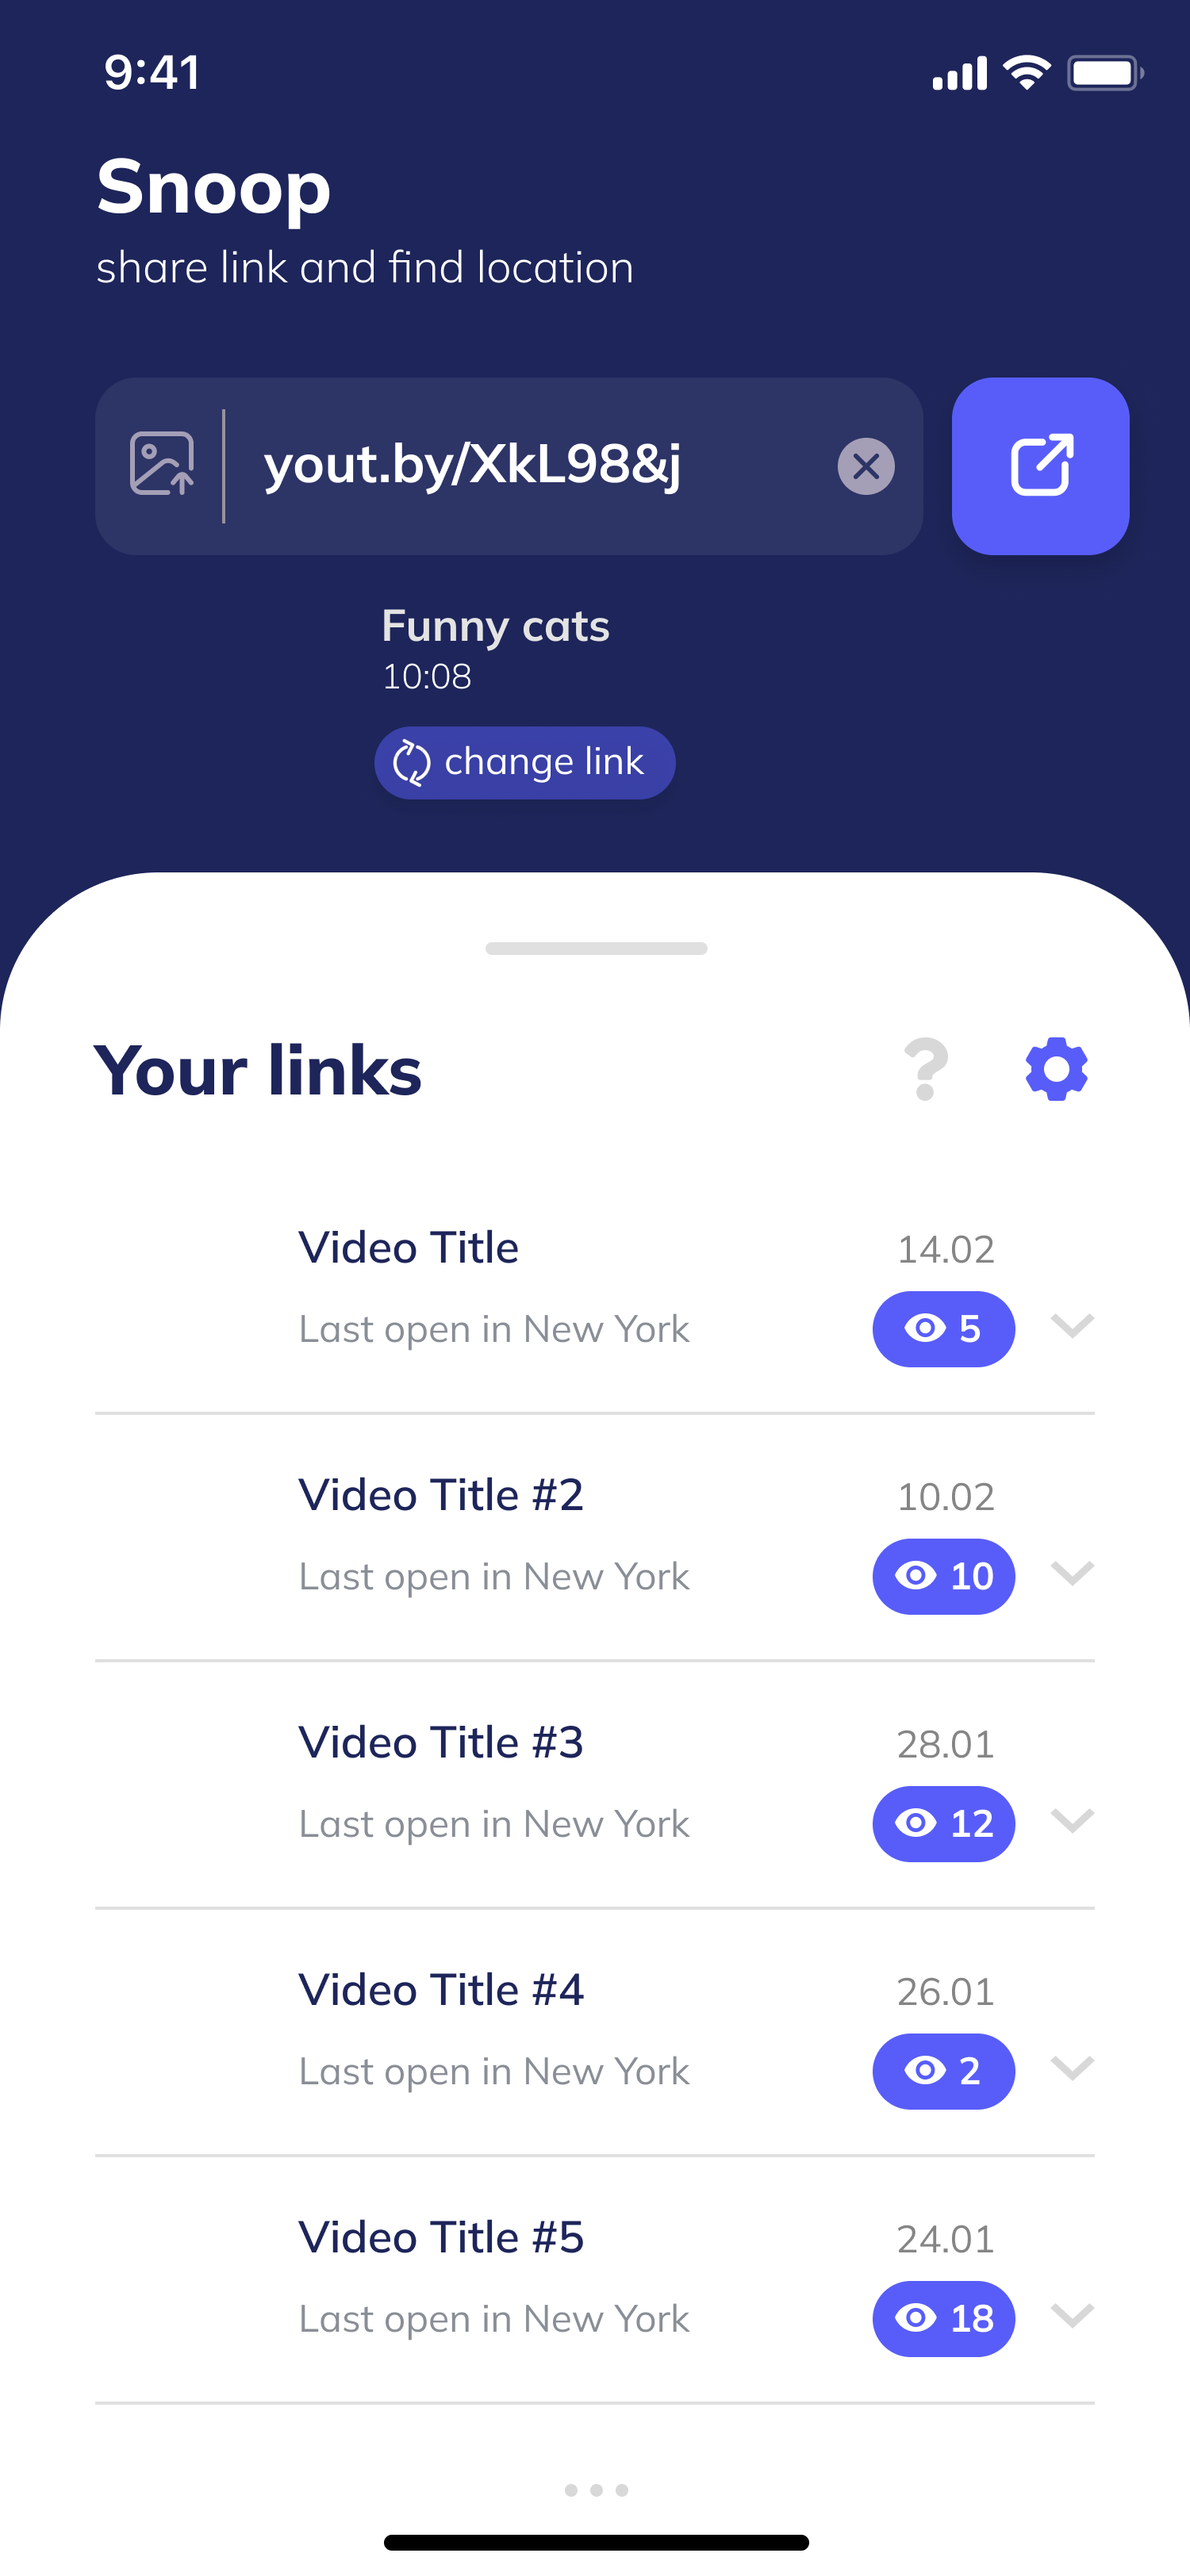 9:41
Snoop
share link and find location
yout.by/XkL98&j
Funny cats
10:08
change link
Your links
?
Video Title
14.02
Last open in New York
5
Video Title #2
10.02
Last open in New York
10
Video Title #3
28.01
Last open in New York
12
Video Title #4
26.01
Last open in New York
2
Video Title #5
24.01
Last open in New York
18